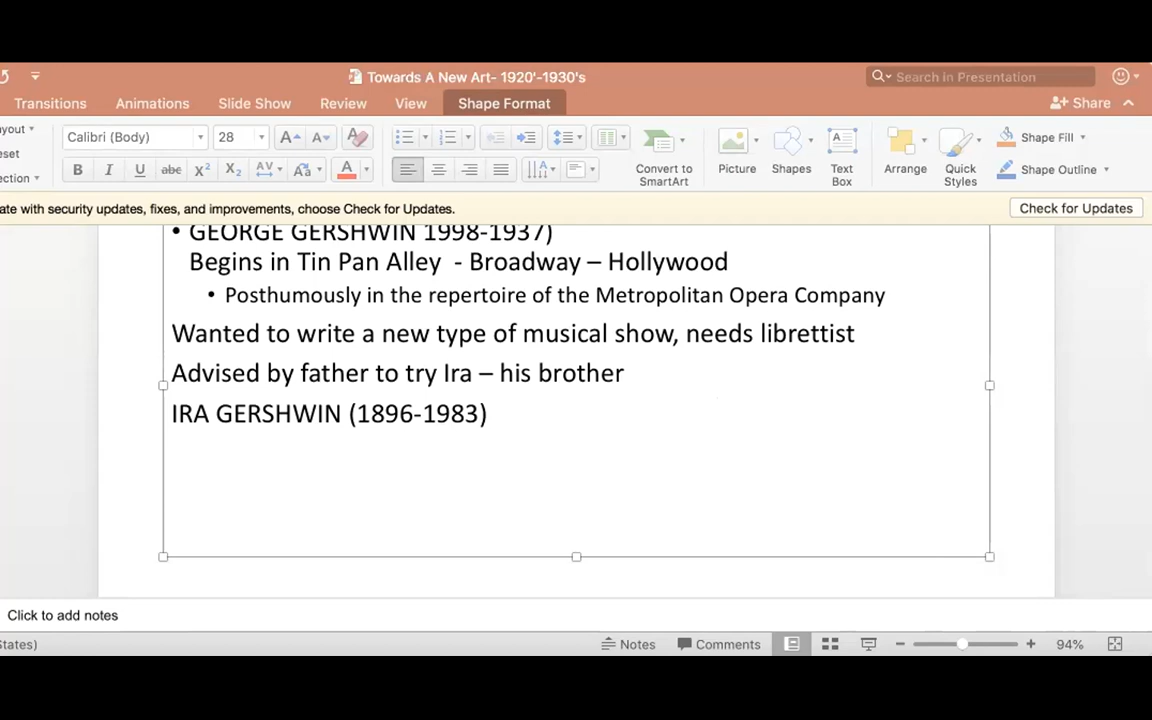 Towards A New Art- 1920'-1930's
Search in Presentation
Transitions Animations Slide Show Review View Shape Format Share
Calibri (Body) 28
Convert to SmartArt
Picture
Shapes
Text Box
Arrange
Quick Styles
Shape Fill
Shape Outline
ate with security updates, fixes, and improvements, choose Check for Updates.
Check for Updates
• GEORGE GERSHWIN 1998-1937)
Begins in Tin Pan Alley - Broadway – Hollywood
• Posthumously in the repertoire of the Metropolitan Opera Company
Wanted to write a new type of musical show, needs librettist
Advised by father to try Ira – his brother
IRA GERSHWIN (1896-1983)
Click to add notes
States) Notes Comments 94%